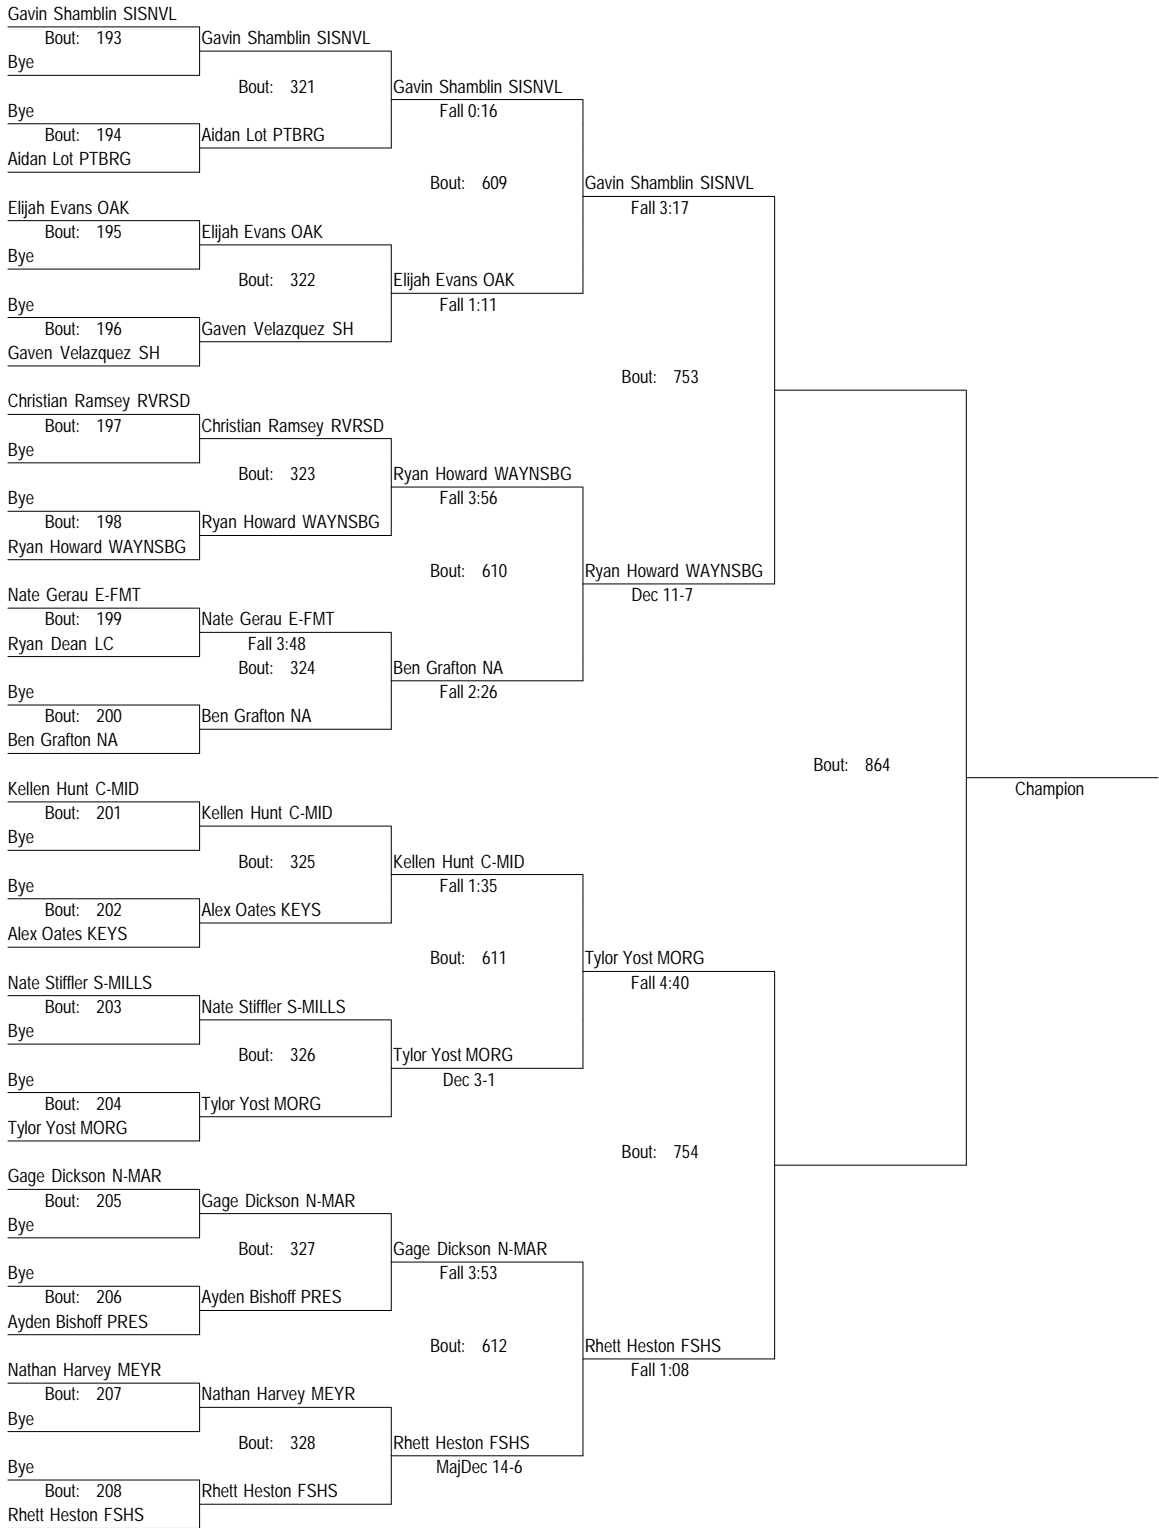 Gavin Shamblin SISNVL
Bout: 193
Gavin Shamblin SISNVL
Bye
Bout: 321
Gavin Shamblin SISNVL
Bye
Fall 0:16
Bout: 194
Aidan Lot PTBRG
Aidan Lot PTBRG
Bout: 609
Gavin Shamblin SISNVL
Elijah Evans OAK
Fall 3:17
Bout: 195
Elijah Evans OAK
Bye
Bout: 322
Elijah Evans OAK
Bye
Fall 1:11
Bout: 196
Gaven Velazquez SH
Gaven Velazquez SH
Bout: 753
Christian Ramsey RVRSD
Bout: 197
Christian Ramsey RVRSD
Bye
Bout: 323
Ryan Howard WAYNSBG
Bye
Fall 3:56
Bout: 198
Ryan Howard WAYNSBG
Ryan Howard WAYNSBG
Bout: 610
Ryan Howard WAYNSBG
Nate Gerau E-FMT
Dec 11-7
Bout: 199
Nate Gerau E-FMT
Ryan Dean LC
Fall 3:48
Bout: 324
Ben Grafton NA
Bye
Fall 2:26
Bout: 200
Ben Grafton NA
Ben Grafton NA
Bout: 864
Kellen Hunt C-MID
Champion
Bout: 201
Kellen Hunt C-MID
Bye
Bout: 325
Kellen Hunt C-MID
Bye
Fall 1:35
Bout: 202
Alex Oates KEYS
Alex Oates KEYS
Bout: 611
Tylor Yost MORG
Nate Stiffler S-MILLS
Fall 4:40
Bout: 203
Nate Stiffler S-MILLS
Bye
Bout: 326
Tylor Yost MORG
Bye
Dec 3-1
Bout: 204
Tylor Yost MORG
Tylor Yost MORG
Bout: 754
Gage Dickson N-MAR
Bout: 205
Gage Dickson N-MAR
Bye
Bout: 327
Gage Dickson N-MAR
Bye
Fall 3:53
Bout: 206
Ayden Bishoff PRES
Ayden Bishoff PRES
Bout: 612
Rhett Heston FSHS
Nathan Harvey MEYR
Fall 1:08
Bout: 207
Nathan Harvey MEYR
Bye
Bout: 328
Rhett Heston FSHS
Bye
MajDec 14-6
Bout: 208
Rhett Heston FSHS
Rhett Heston FSHS